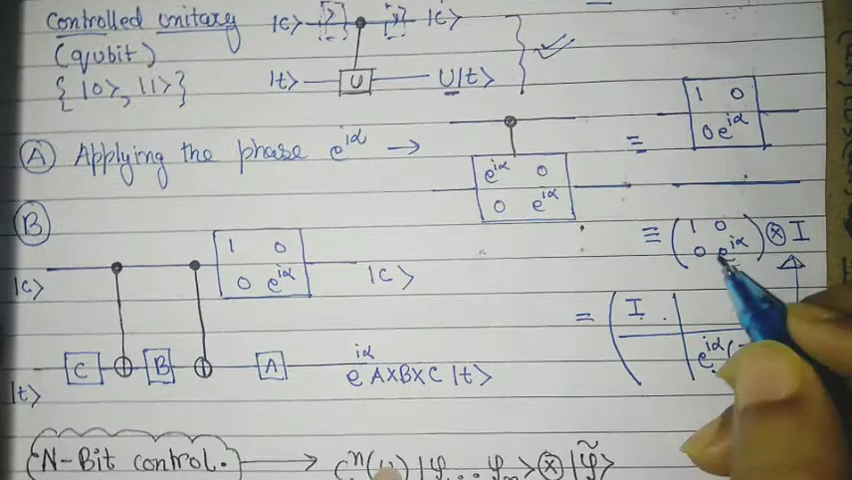 Controlled unitary |c> |c>
(qubit)
{|0>, |1>} |t> U U|t>
1 0
0 e^iα
(A) Applying the phase e^iα → e^iα 0 ≡
0 e^iα
(B)
1 0 ≡ (1 0
0 e^iα) ⊗ I
|c> 0 e^iα |c>
= ( I
e^iα
|t> C B A e^iα A×B×C |t>
N-Bit control. → ⊗ |ψ̃>